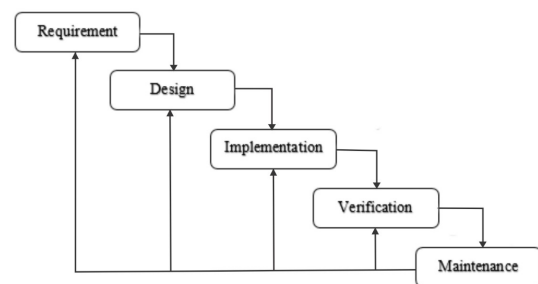 Requirement
Design
Implementation
Verification
Maintenance